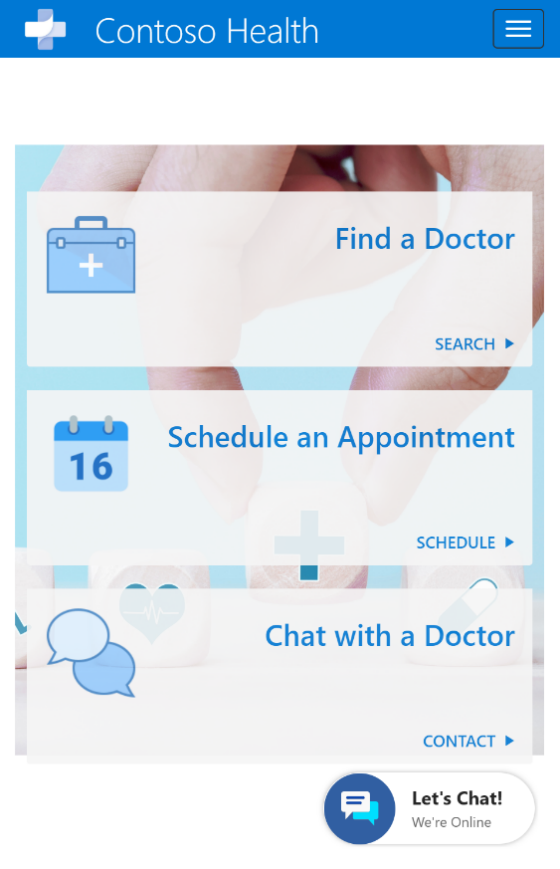 Contoso Health
Find a Doctor
SEARCH
16
Schedule an Appointment
SCHEDULE
Chat with a Doctor
CONTACT
Let's Chat!
We're Online